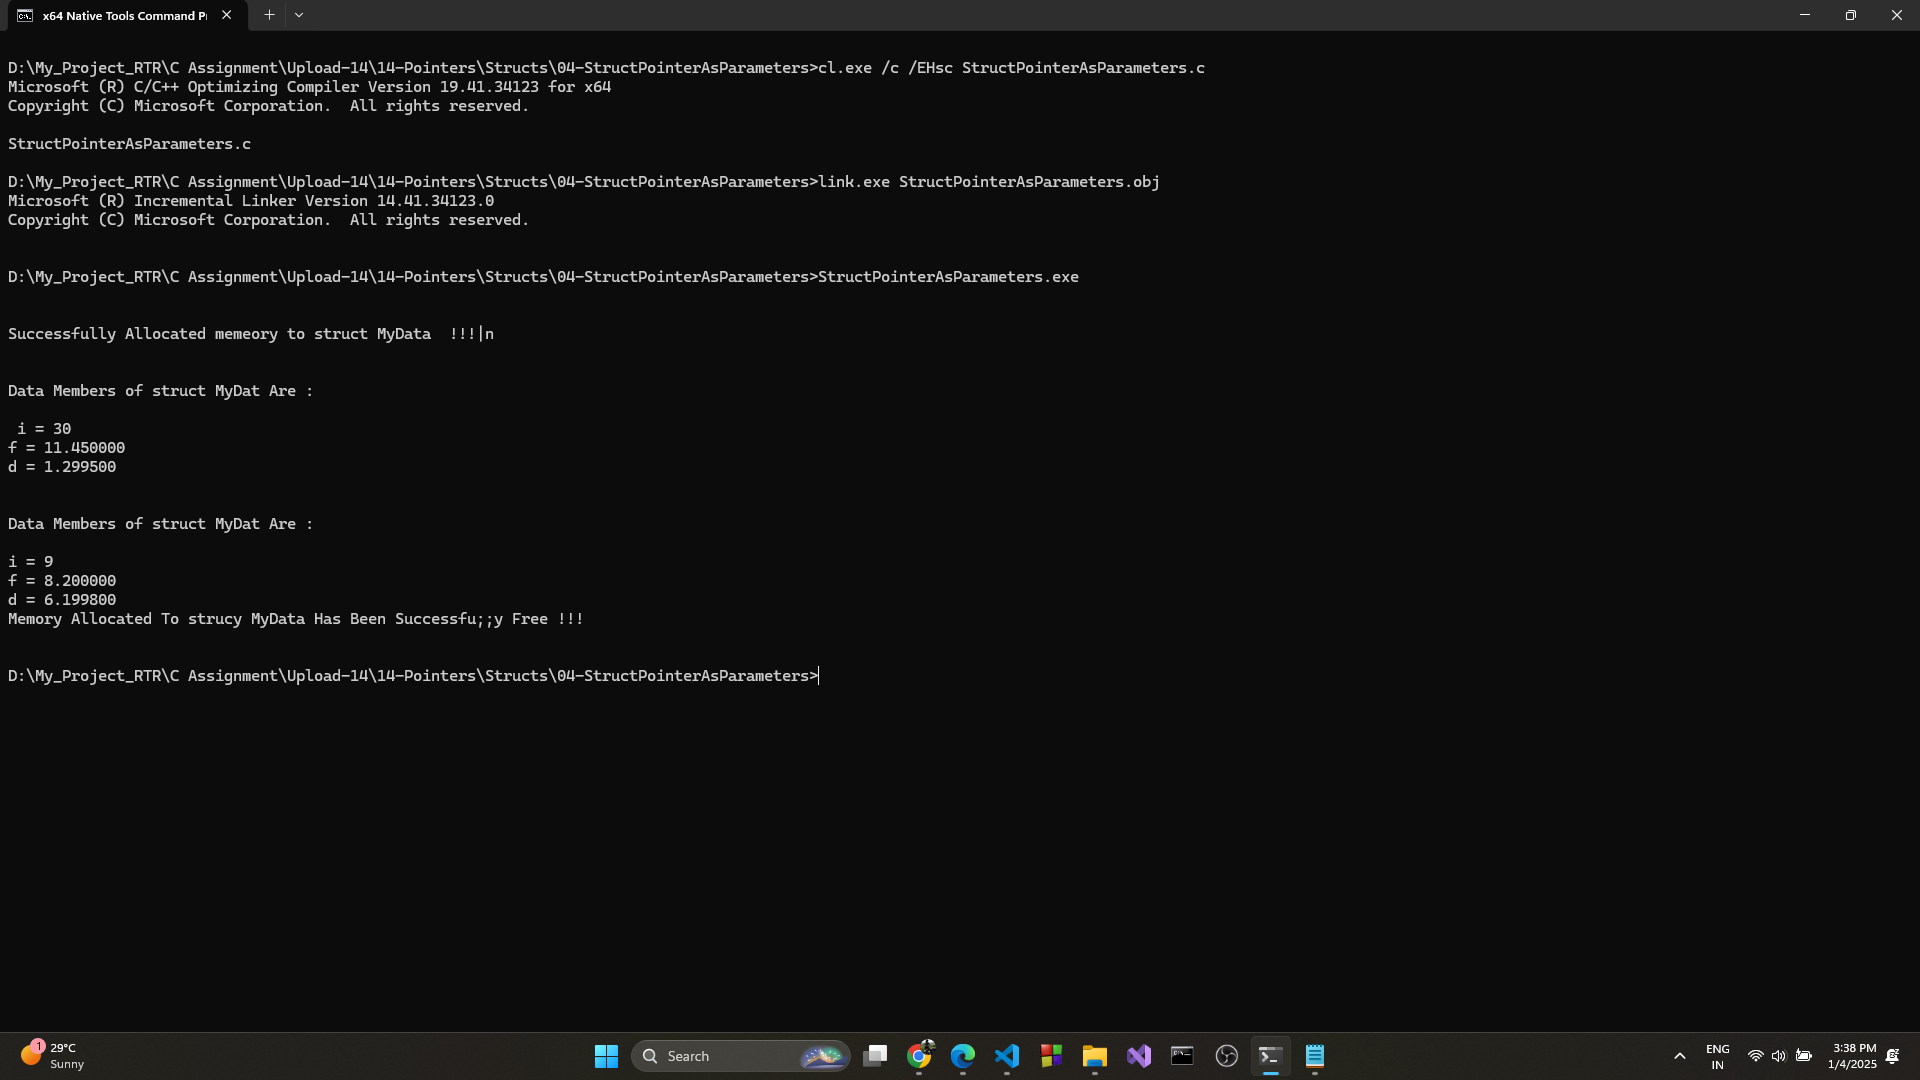 x64 Native Tools Command P
D:\My_Project_RTR\C Assignment\Upload-14\14-Pointers\Structs\04-StructPointerAsParameters>cl.exe /c /EHsc StructPointerAsParameters.c
Microsoft (R) C/C++ Optimizing Compiler Version 19.41.34123 for x64
Copyright (C) Microsoft Corporation.  All rights reserved.
StructPointerAsParameters.c
D:\My_Project_RTR\C Assignment\Upload-14\14-Pointers\Structs\04-StructPointerAsParameters>link.exe StructPointerAsParameters.obj
Microsoft (R) Incremental Linker Version 14.41.34123.0
Copyright (C) Microsoft Corporation.  All rights reserved.
D:\My_Project_RTR\C Assignment\Upload-14\14-Pointers\Structs\04-StructPointerAsParameters>StructPointerAsParameters.exe
Successfully Allocated memeory to struct MyData  !!!|n
Data Members of struct MyDat Are :
i = 30
f = 11.450000
d = 1.299500
Data Members of struct MyDat Are :
i = 9
f = 8.200000
d = 6.199800
Memory Allocated To strucy MyData Has Been Successfu;;y Free !!!
D:\My_Project_RTR\C Assignment\Upload-14\14-Pointers\Structs\04-StructPointerAsParameters>
1
29°C
Sunny
Search
ENG
IN
3:38 PM
1/4/2025